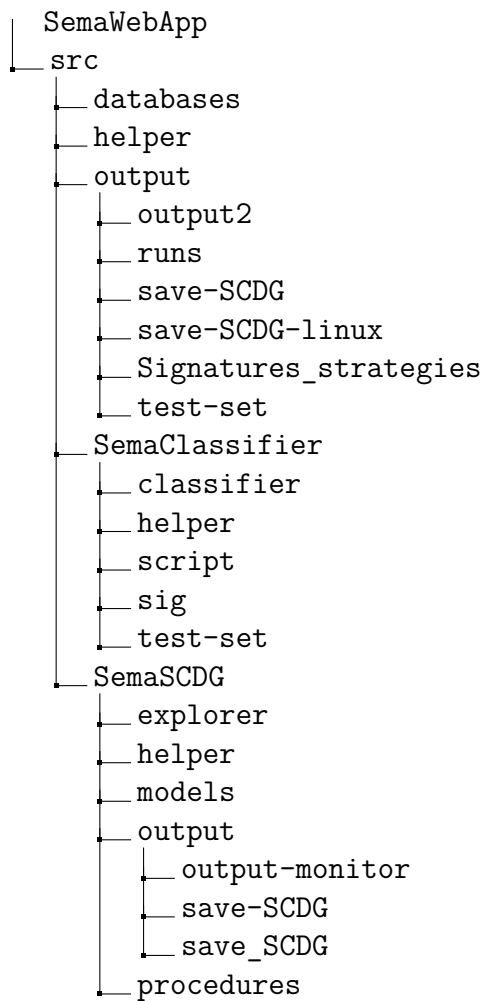 SemaWebApp
src
databases
helper
output
output2
runs
save-SCDG
save-SCDG-linux
Signatures_strategies
test-set
SemaClassifier
classifier
helper
script
sig
test-set
SemaSCDG
explorer
helper
models
output
output-monitor
save-SCDG
save_SCDG
procedures